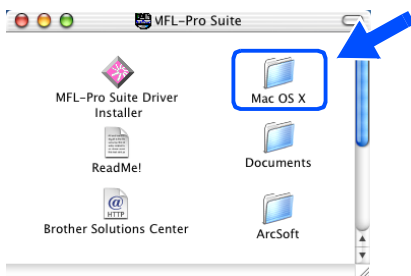 MFL-Pro Suite
MFL-Pro Suite Driver
Installer
Mac OS X
ReadMe!
Documents
@
HTTP
Brother Solutions Center
ArcSoft